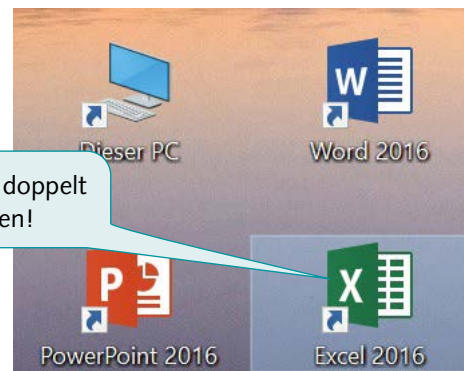 Dieser PC
Word 2016
doppelt
en!
PowerPoint 2016
Excel 2016